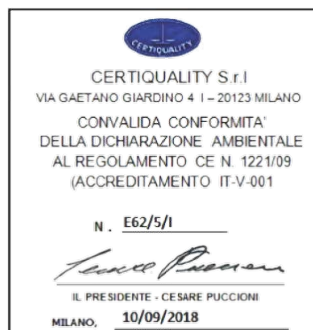 CERTIQUALITY
CERTIQUALITY S.r.l
VIA GAETANO GIARDINO 4 I – 20123 MILANO
CONVALIDA CONFORMITA'
DELLA DICHIARAZIONE AMBIENTALE
AL REGOLAMENTO CE N. 1221/09
(ACCREDITAMENTO IT-V-001
N. E62/5/I
IL PRESIDENTE - CESARE PUCCIONI
MILANO, 10/09/2018